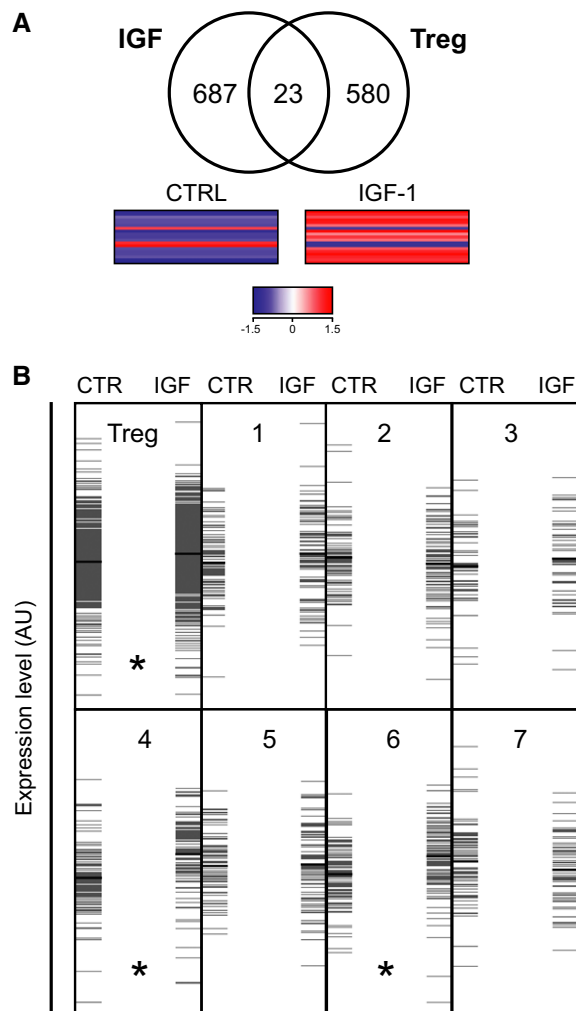 A
IGF Treg
687 23 580
CTRL IGF-1
-1.5 0 1.5
B
CTR IGF CTR IGF CTR IGF CTR IGF
Treg 1 2 3
*
4 5 6 7
* *
Expression level (AU)